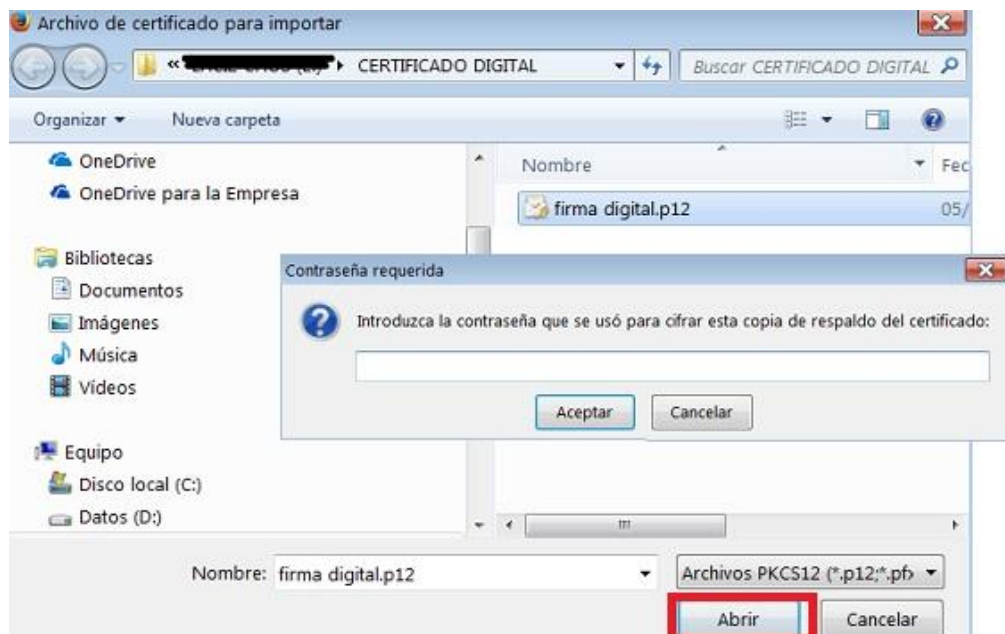 Archivo de certificado para importar
« CERTIFICADO DIGITAL
Buscar CERTIFICADO DIGITAL
Organizar Nueva carpeta
OneDrive
OneDrive para la Empresa
Bibliotecas
Documentos
Imágenes
Música
Vídeos
Equipo
Disco local (C:)
Datos (D:)
Nombre Fec
firma digital.p12 05/
Contraseña requerida
Introduzca la contraseña que se usó para cifrar esta copia de respaldo del certificado:
Aceptar Cancelar
Nombre: firma digital.p12 Archivos PKCS12 (*.p12;*.pf
Abrir Cancelar